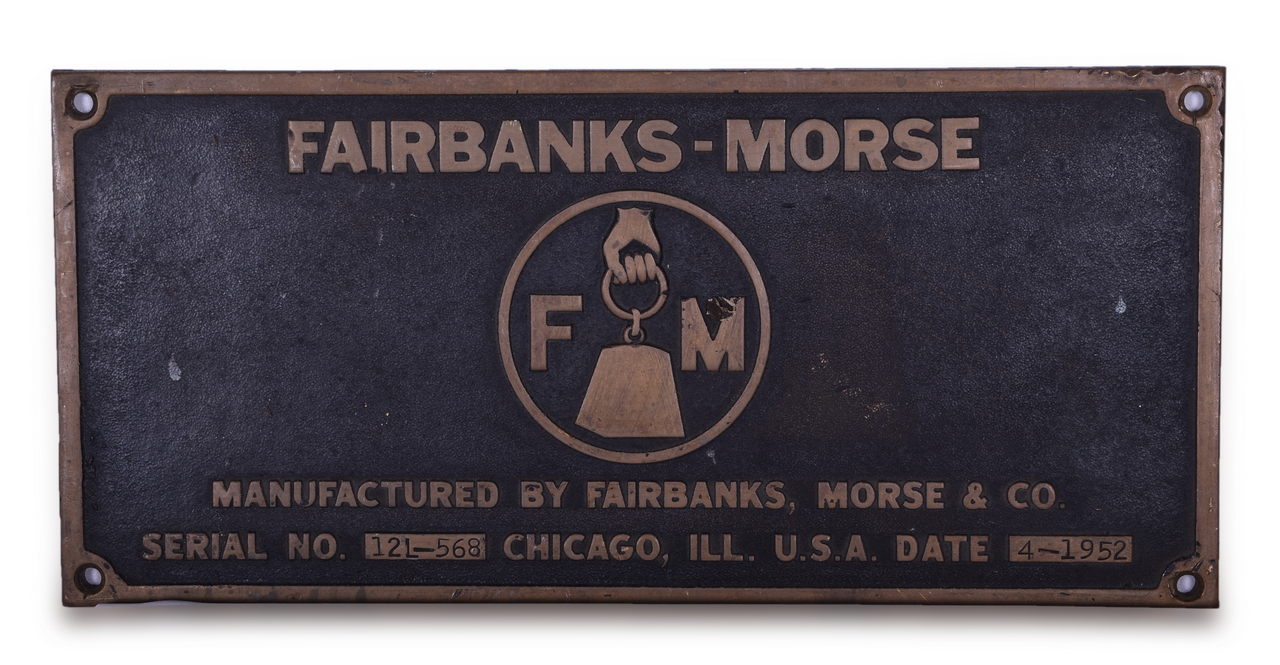 FAIRBANKS-MORSE
F M
MANUFACTURED BY FAIRBANKS, MORSE & CO.
SERIAL NO. 12L-568 CHICAGO, ILL. U.S.A. DATE 4-1952